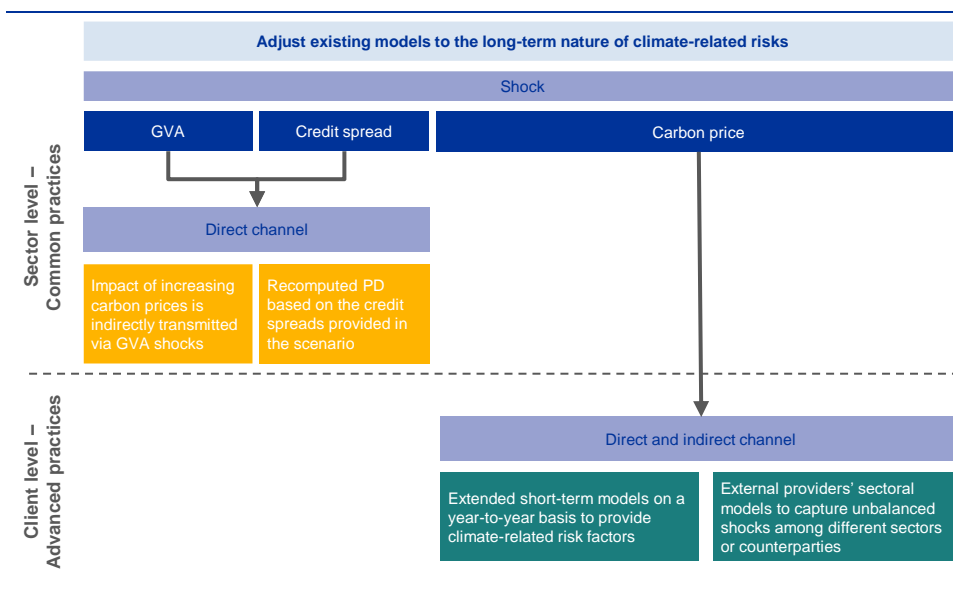 Adjust existing models to the long-term nature of climate-related risks
Shock
GVA
Credit spread
Carbon price
Sector level –
Common practices
Direct channel
Impact of increasing
carbon prices is
indirectly transmitted
via GVA shocks
Recomputed PD
based on the credit
spreads provided in
the scenario
Client level –
Advanced practices
Direct and indirect channel
Extended short-term models on a
year-to-year basis to provide
climate-related risk factors
External providers' sectoral
models to capture unbalanced
shocks among different sectors
or counterparties